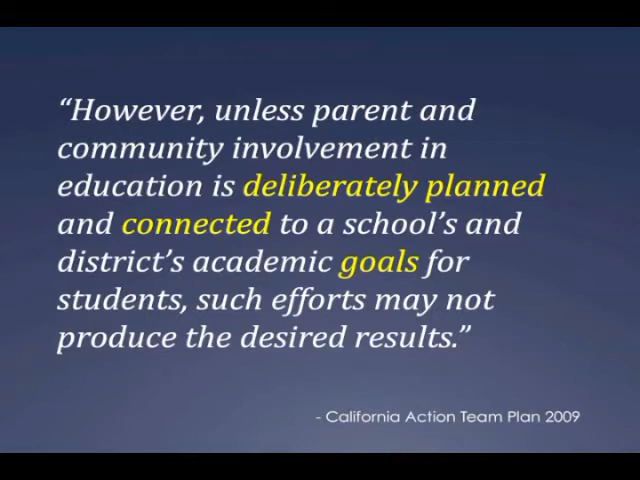 “However, unless parent and
community involvement in
education is deliberately planned
and connected to a school’s and
district’s academic goals for
students, such efforts may not
produce the desired results.”
- California Action Team Plan 2009